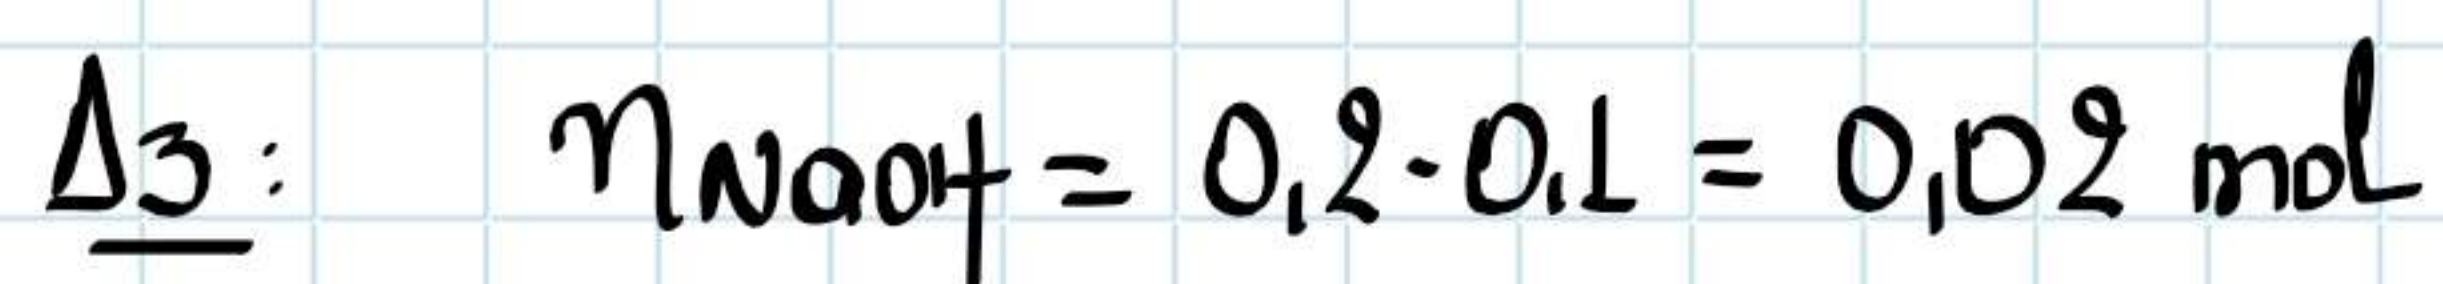 Δ3: nNaOH = 0,2 · 0,1 = 0,02 mol